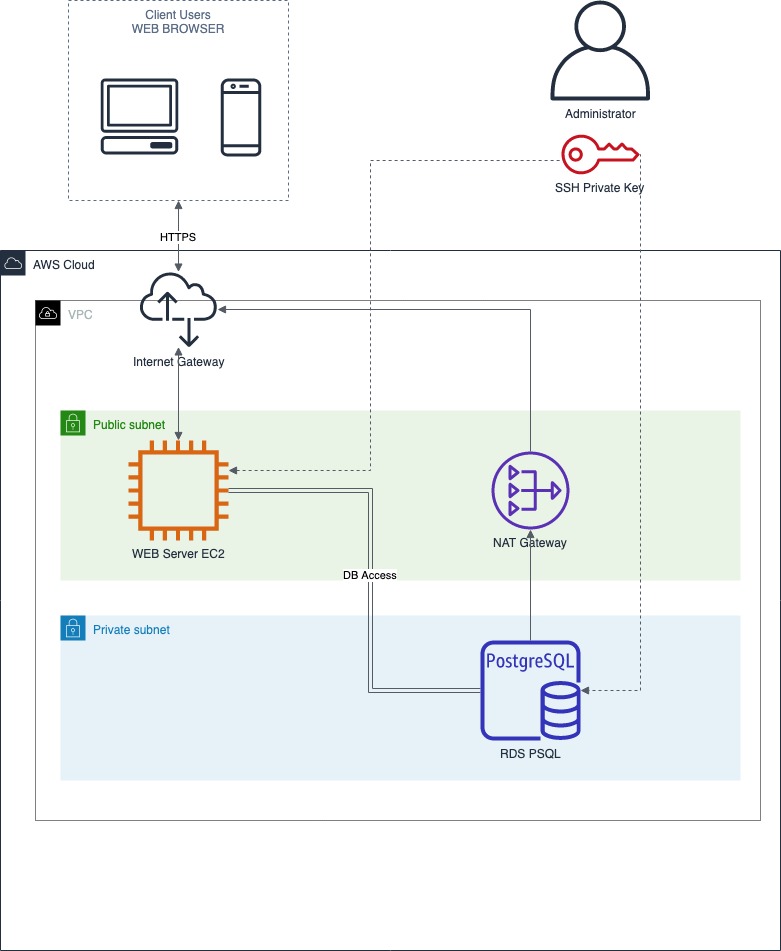 Client Users
WEB BROWSER
Administrator
SSH Private Key
HTTPS
AWS Cloud
VPC
Internet Gateway
Public subnet
WEB Server EC2
NAT Gateway
DB Access
Private subnet
PostgreSQL
RDS PSQL